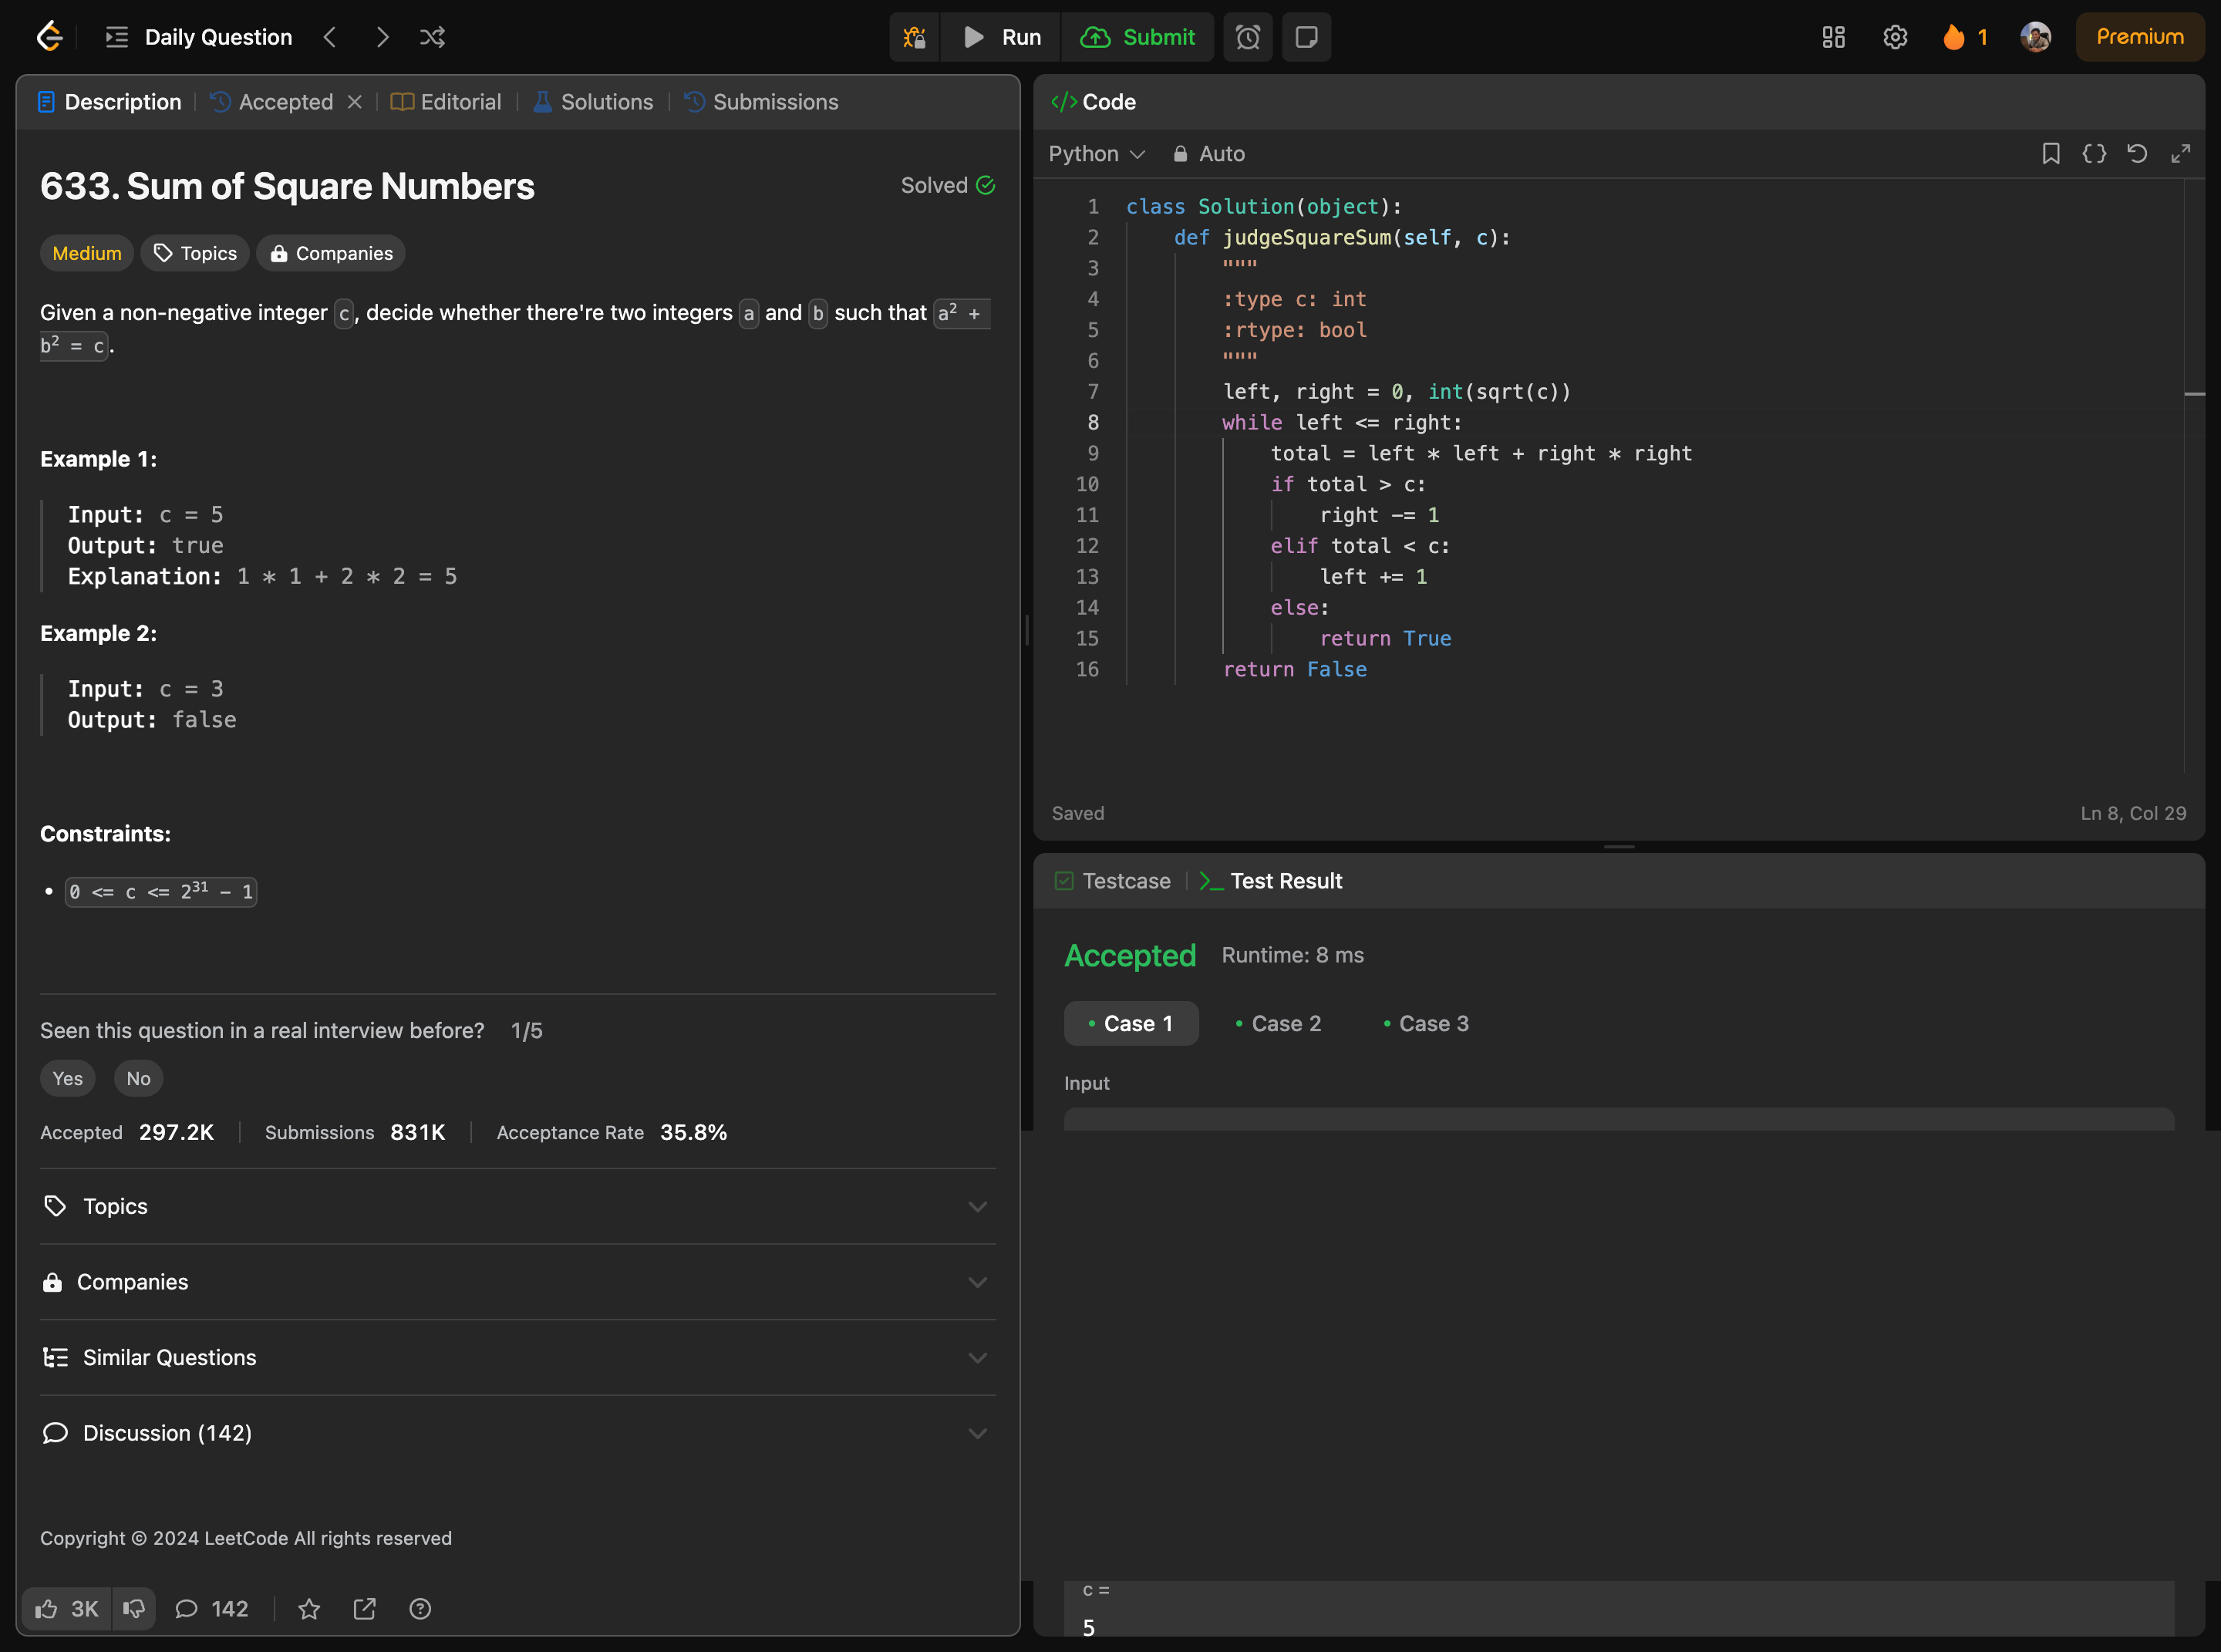 Daily Question
Run
Submit
1
Premium
Description
Accepted
Editorial
Solutions
Submissions
633. Sum of Square Numbers
Solved
Medium
Topics
Companies
Given a non-negative integer c, decide whether there're two integers a and b such that a² +
b² = c.
Example 1:
Input: c = 5
Output: true
Explanation: 1 * 1 + 2 * 2 = 5
Example 2:
Input: c = 3
Output: false
Constraints:
• 0 <= c <= 2³¹ - 1
Seen this question in a real interview before? 1/5
Yes No
Accepted 297.2K Submissions 831K Acceptance Rate 35.8%
Topics
Companies
Similar Questions
Discussion (142)
Copyright © 2024 LeetCode All rights reserved
3K 142
</> Code
Python
Auto
1 class Solution(object):
2     def judgeSquareSum(self, c):
3         """
4         :type c: int
5         :rtype: bool
6         """
7         left, right = 0, int(sqrt(c))
8         while left <= right:
9             total = left * left + right * right
10             if total > c:
11                 right -= 1
12             elif total < c:
13                 left += 1
14             else:
15                 return True
16         return False
Saved
Ln 8, Col 29
Testcase
>_ Test Result
Accepted Runtime: 8 ms
• Case 1 • Case 2 • Case 3
Input
c =
5